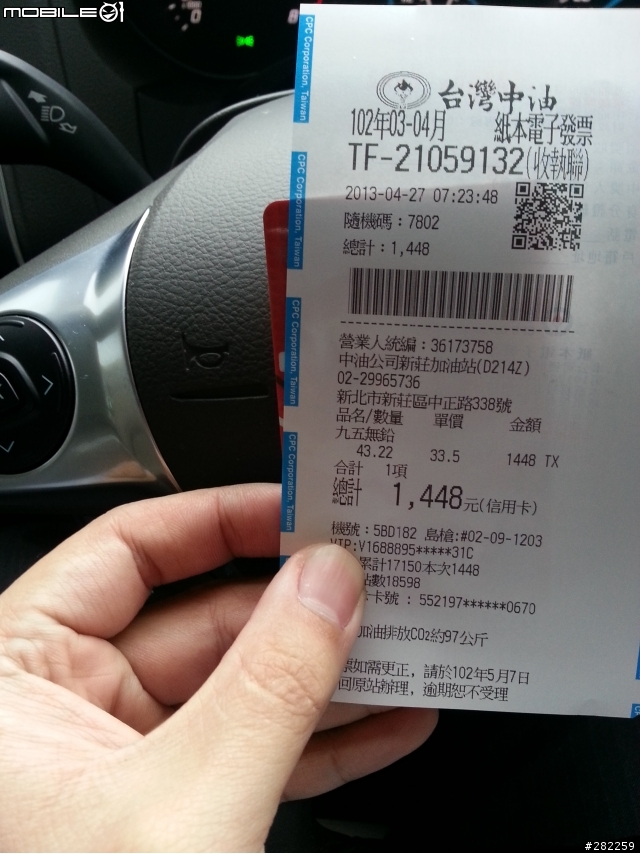 MOBILE01
CPC Corporation, Taiwan
CPC Corporation, Taiwan
CPC Corporation, Taiwan
CPC Corporation, Taiwan
台灣中油
102年03-04月 紙本電子發票
TF-21059132(收執聯)
2013-04-27 07:23:48
隨機碼：7802
總計：1,448
營業人統編：36173758
中油公司新莊加油站(D214Z)
02-29965736
新北市新莊區中正路338號
品名/數量 單價 金額
九五無鉛
43.22 33.5 1448 TX
合計 1項
總計 1,448元(信用卡)
機號：5BD182 島槍:#02-09-1203
VIP:V1688895*****31C
累計17150本次1448
點數18598
卡號：552197******0670
加油排放CO2約97公斤
如需更正，請於102年5月7日
回原站辦理，逾期恕不受理
#282259